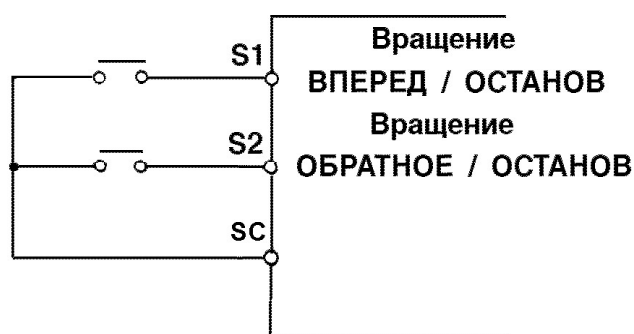 Вращение
S1
ВПЕРЕД / ОСТАНОВ
Вращение
S2
ОБРАТНОЕ / ОСТАНОВ
SC